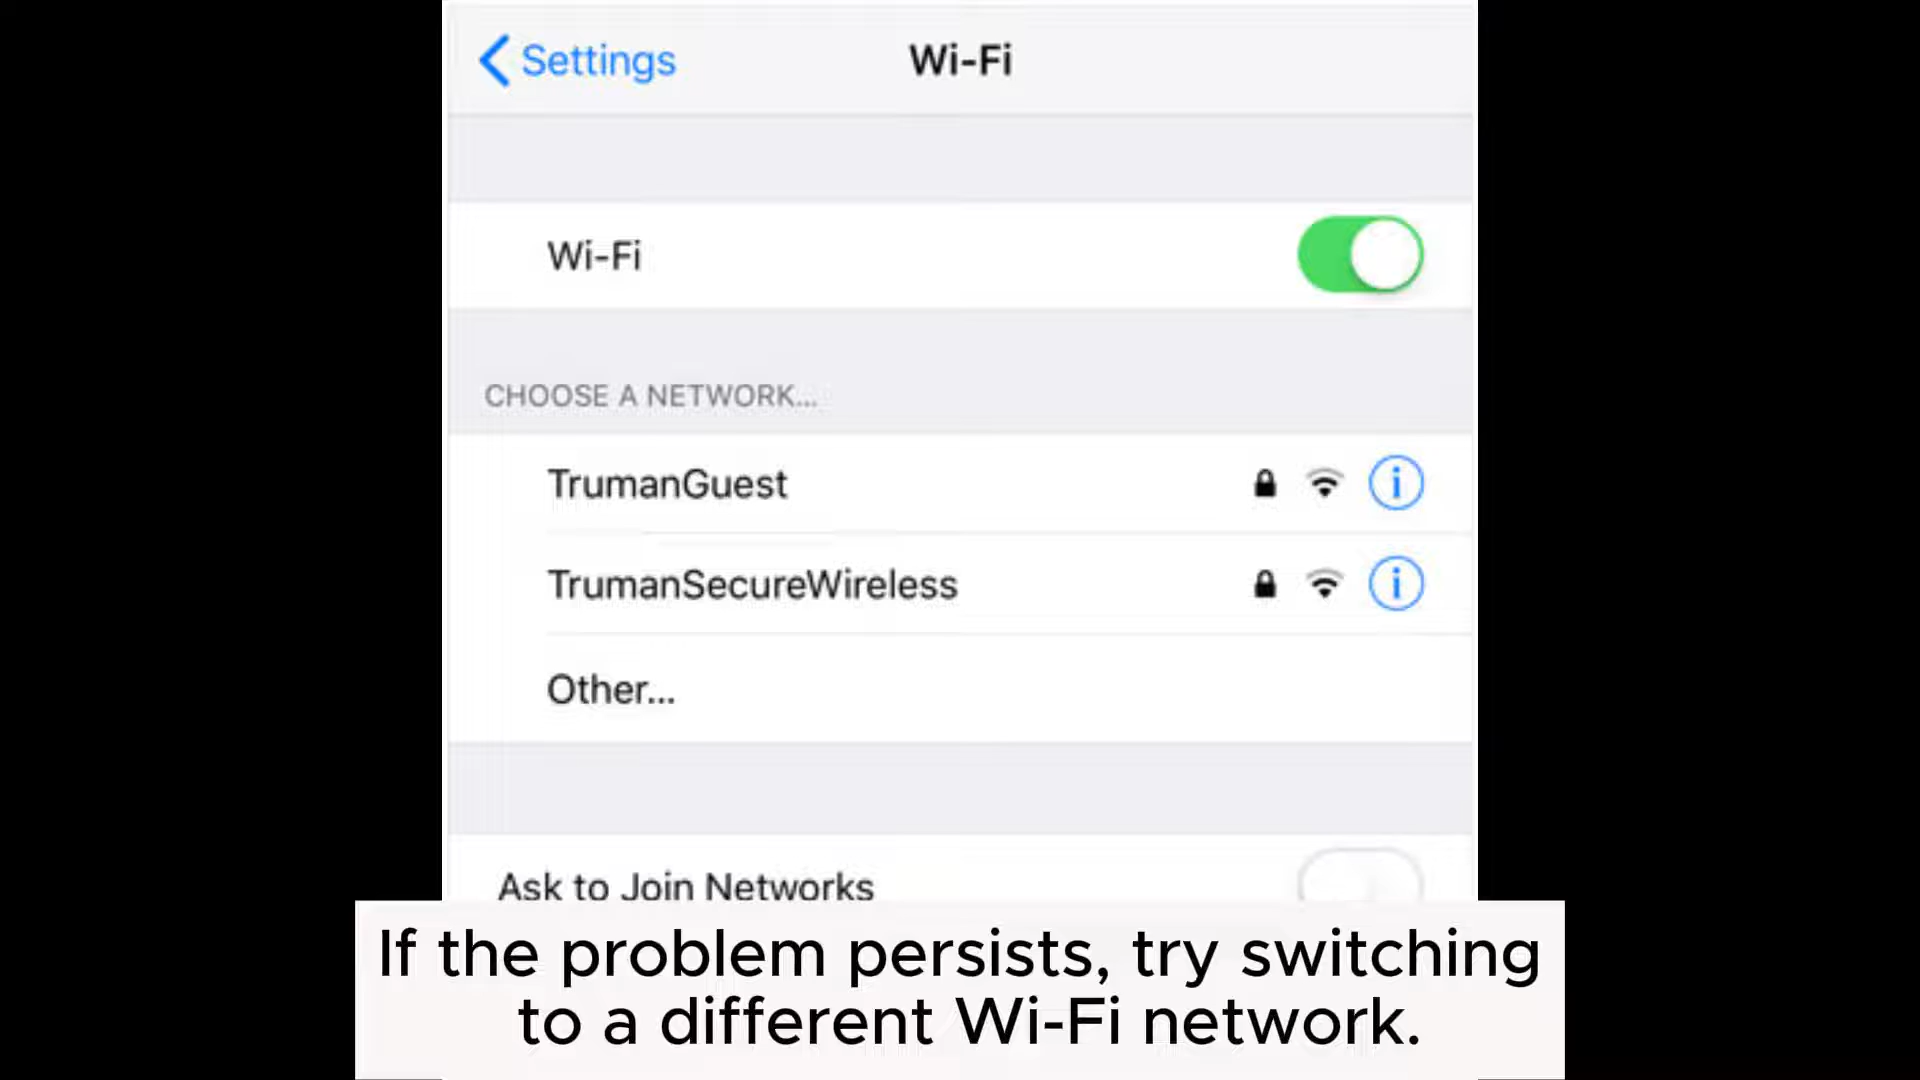 Settings
Wi-Fi
Wi-Fi
CHOOSE A NETWORK...
TrumanGuest
TrumanSecureWireless
Other...
Ask to Join Networks
If the problem persists, try switching
to a different Wi-Fi network.